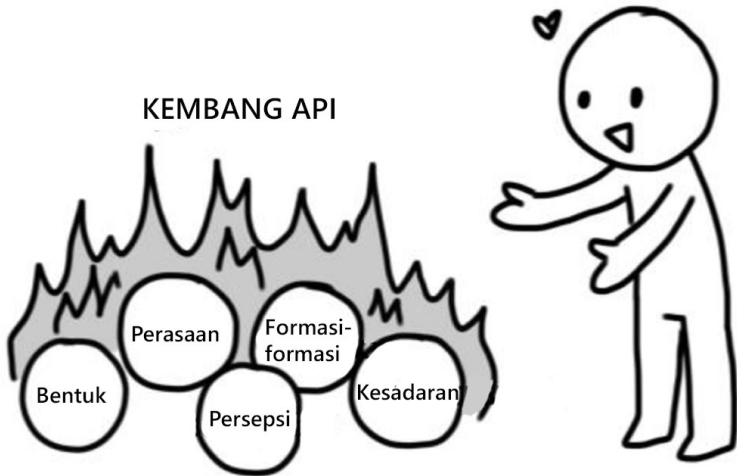 KEMBANG API
Perasaan
Formasi-
formasi
Bentuk
Persepsi
Kesadaran